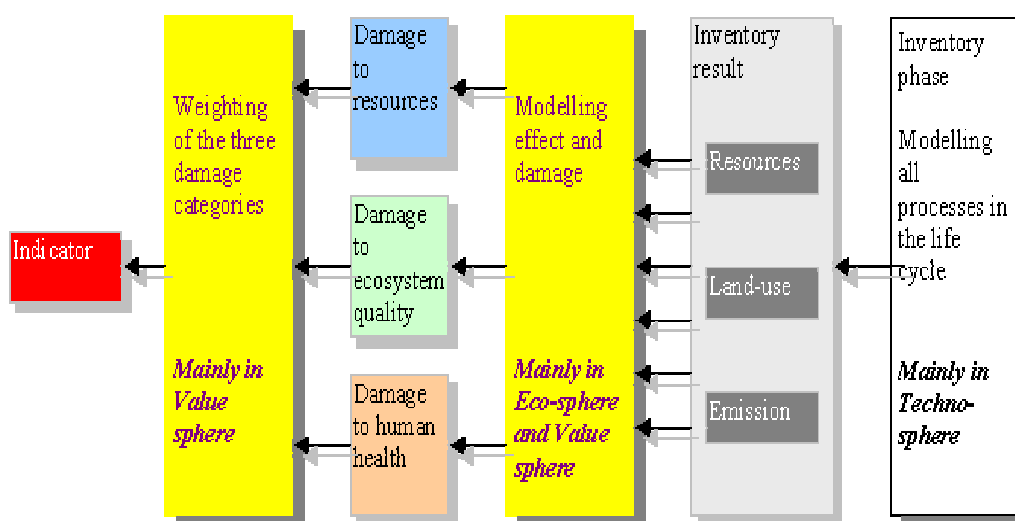 Indicator
Weighting
of the three
damage
categories
Mainly in
Value
sphere
Damage
to
resources
Damage
to
ecosystem
quality
Damage
to human
health
Modelling
effect and
damage
Mainly in
Eco-sphere
and Value
sphere
Inventory
result
Resources
Land-use
Emission
Inventory
phase
Modelling
all
processes in
the life
cycle
Mainly in
Techno-
sphere